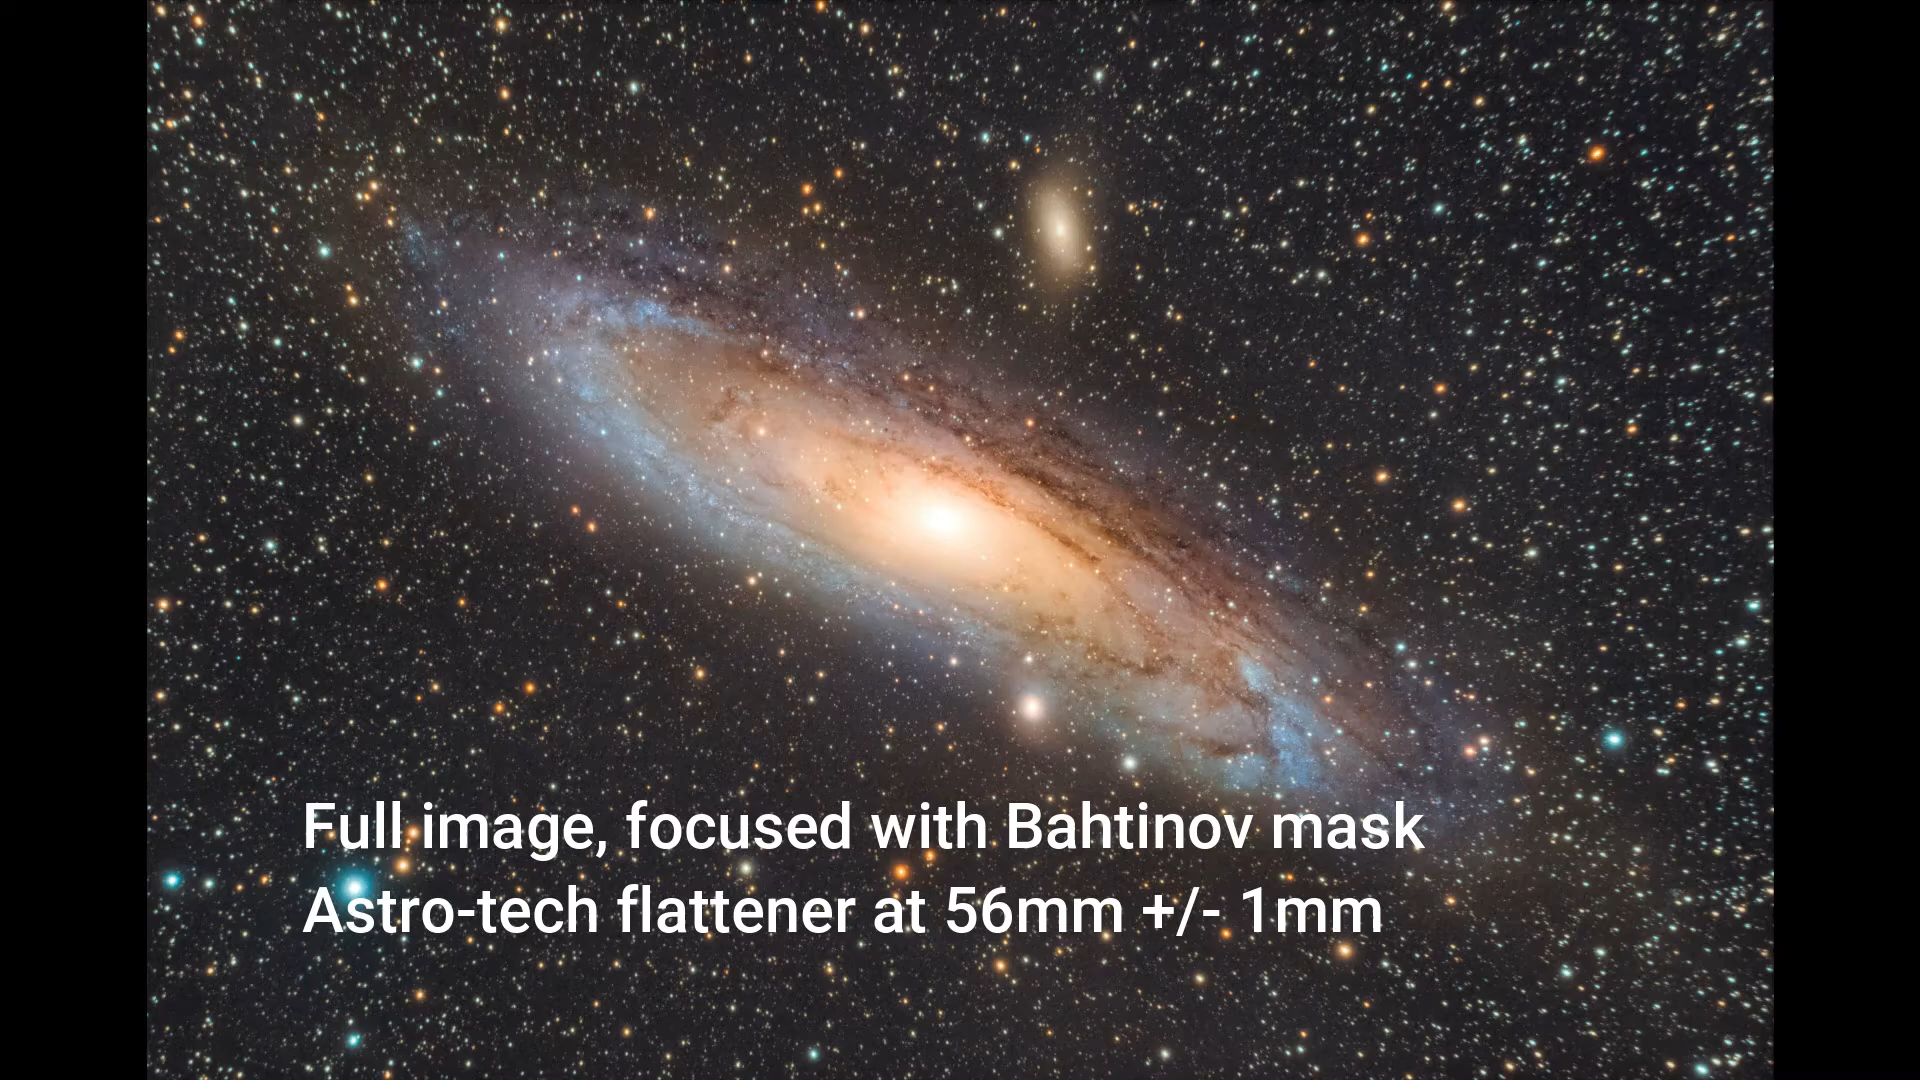 Full image, focused with Bahtinov mask
Astro-tech flattener at 56mm +/- 1mm